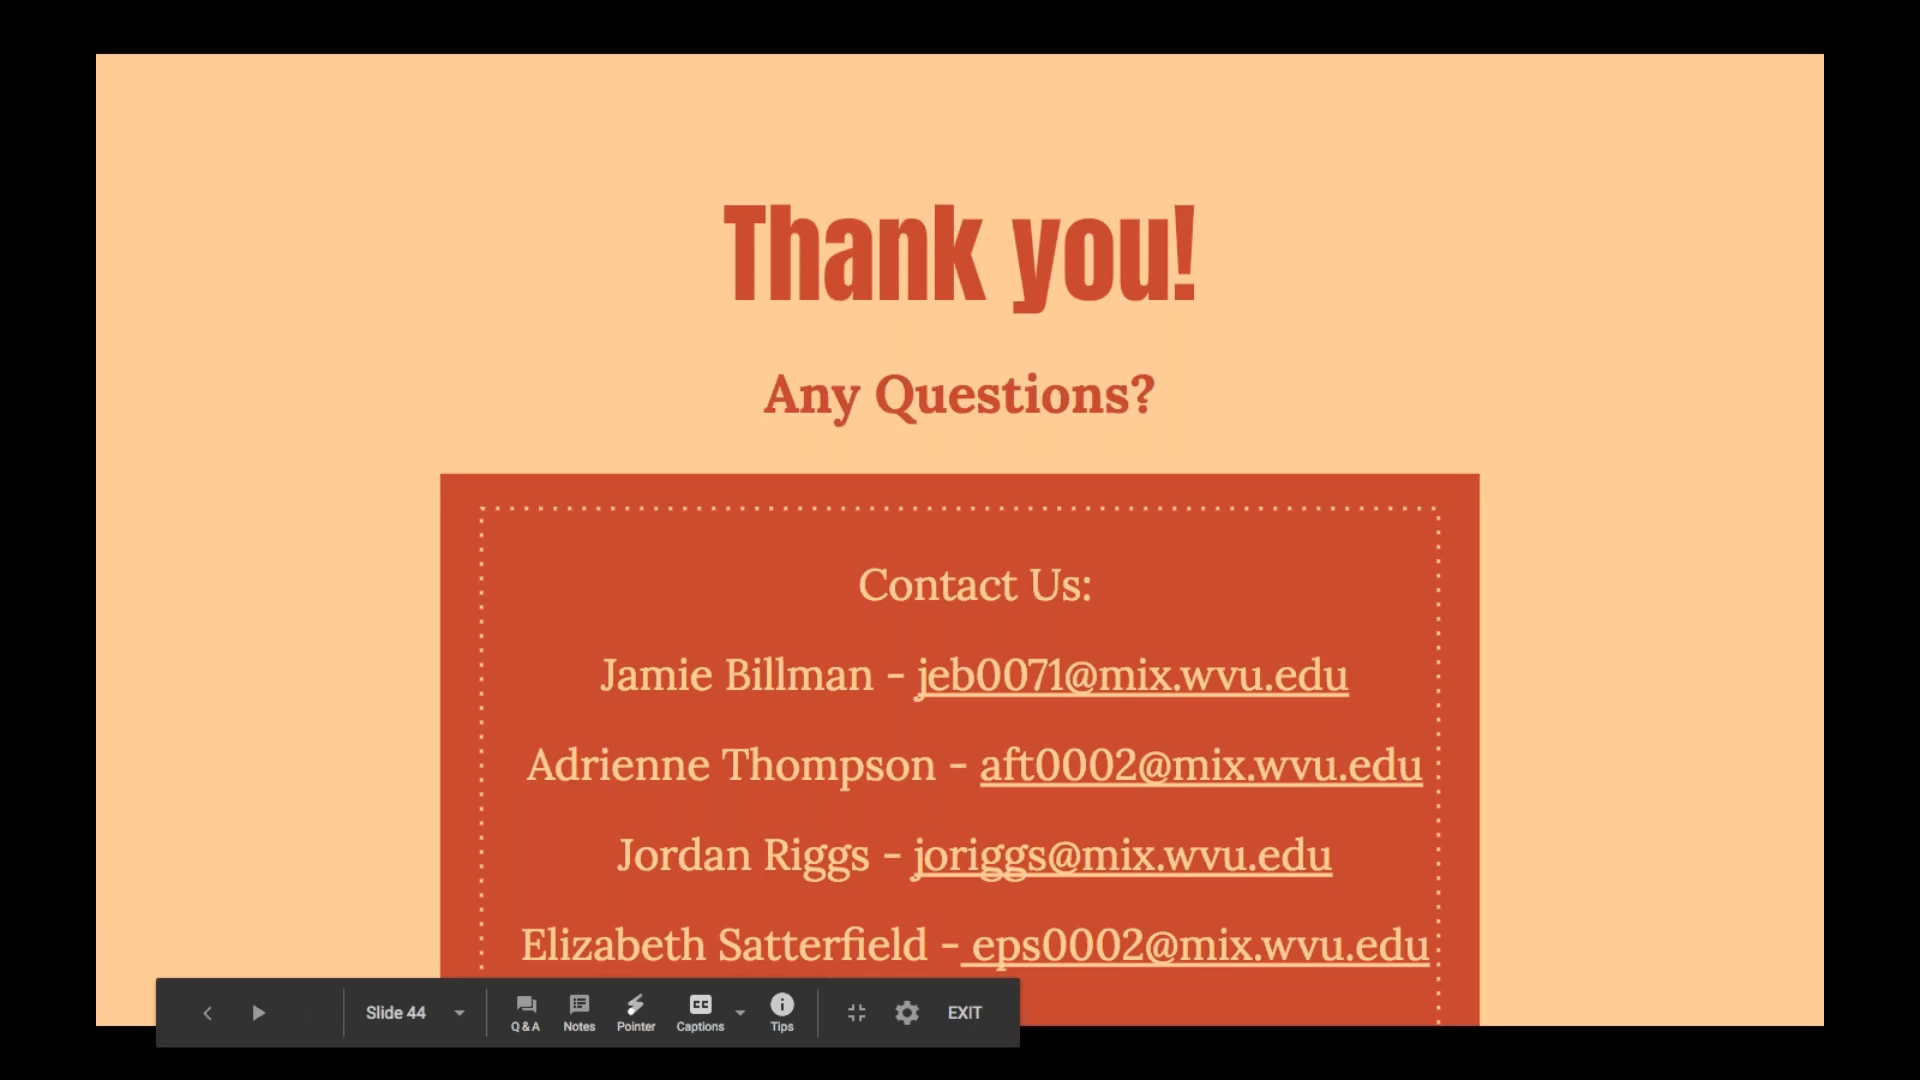 Thank you!
Any Questions?
Contact Us:
Jamie Billman - jeb0071@mix.wvu.edu
Adrienne Thompson - aft0002@mix.wvu.edu
Jordan Riggs - joriggs@mix.wvu.edu
Elizabeth Satterfield - eps0002@mix.wvu.edu
Slide 44
Q & A
Notes
Pointer
CC
Captions
Tips
EXIT